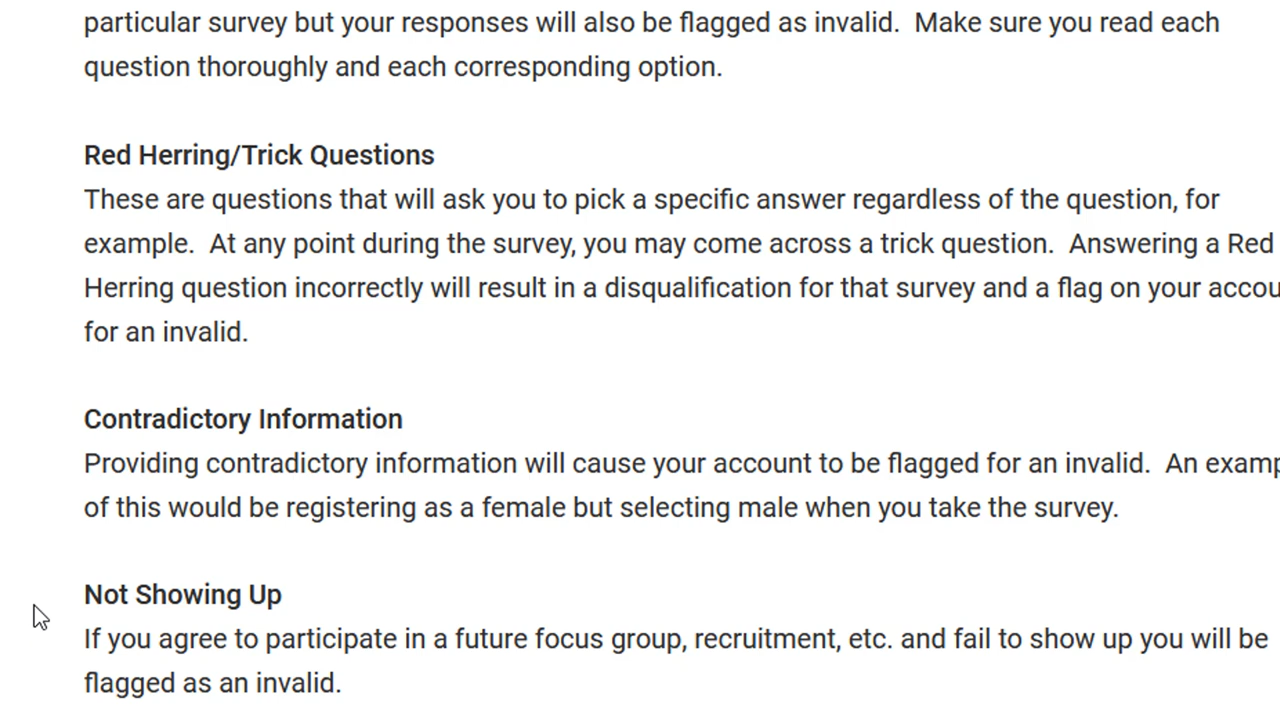 particular survey but your responses will also be flagged as invalid.  Make sure you read each
question thoroughly and each corresponding option.
Red Herring/Trick Questions
These are questions that will ask you to pick a specific answer regardless of the question, for
example.  At any point during the survey, you may come across a trick question.  Answering a Red
Herring question incorrectly will result in a disqualification for that survey and a flag on your accou
for an invalid.
Contradictory Information
Providing contradictory information will cause your account to be flagged for an invalid.  An examp
of this would be registering as a female but selecting male when you take the survey.
Not Showing Up
If you agree to participate in a future focus group, recruitment, etc. and fail to show up you will be
flagged as an invalid.